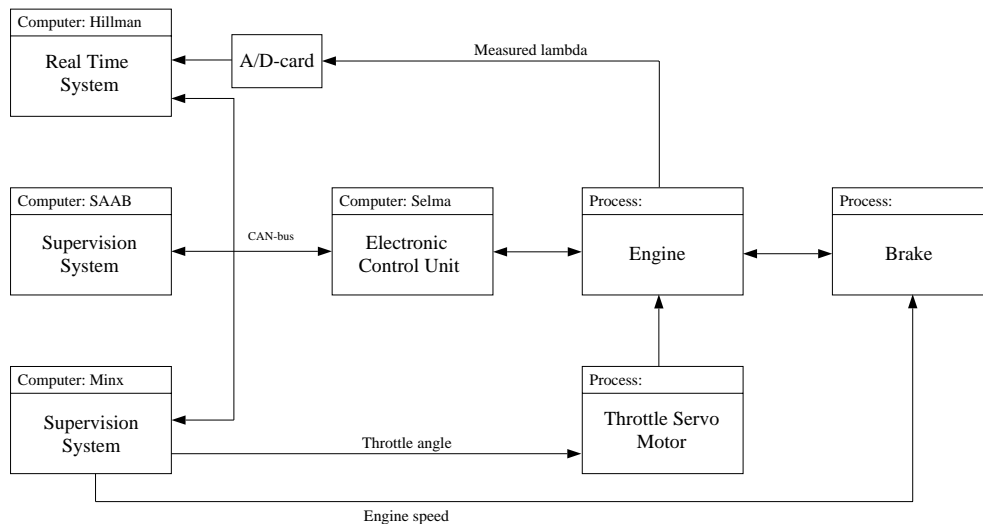 Computer: Hillman
Real Time
System
A/D-card
Measured lambda
Computer: SAAB
Supervision
System
CAN-bus
Computer: Selma
Electronic
Control Unit
Process:
Engine
Process:
Brake
Computer: Minx
Supervision
System
Throttle angle
Process:
Throttle Servo
Motor
Engine speed